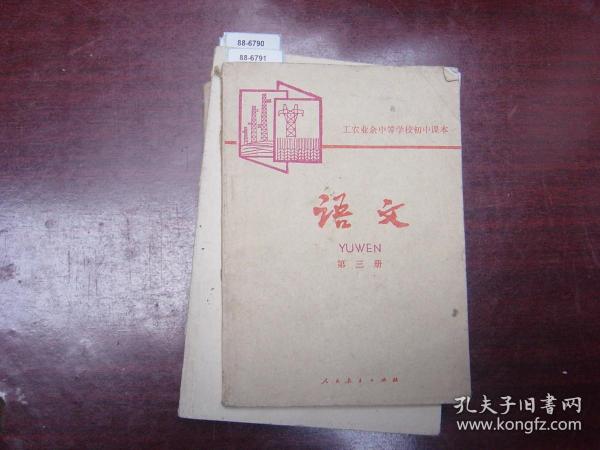 88-6790
88-6791
工农业余中等学校初中课本
语文
YUWEN
第三册
人民教育出版社
孔夫子旧书网
www.kongfz.com